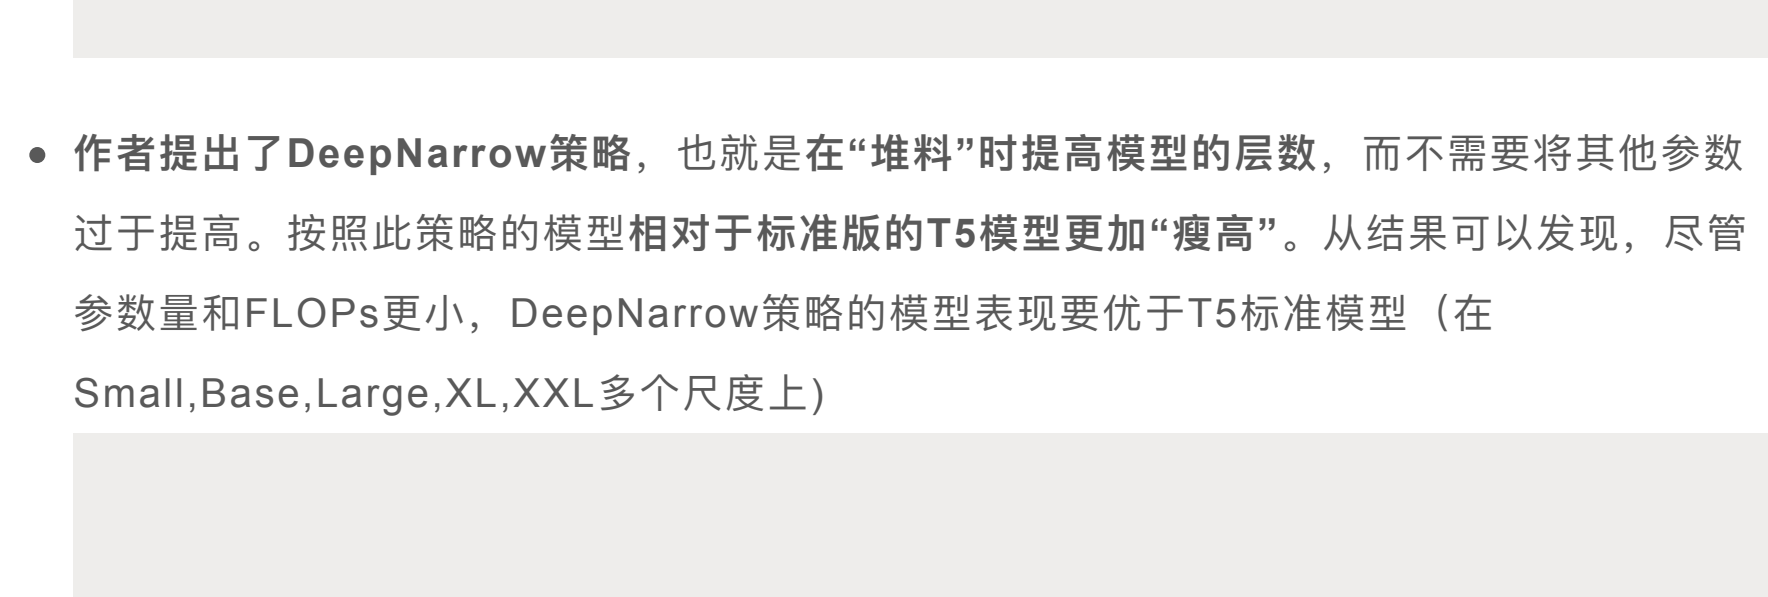 作者提出了DeepNarrow策略，也就是在“堆料”时提高模型的层数，而不需要将其他参数
过于提高。按照此策略的模型相对于标准版的T5模型更加“瘦高”。从结果可以发现，尽管
参数量和FLOPs更小，DeepNarrow策略的模型表现要优于T5标准模型（在
Small,Base,Large,XL,XXL多个尺度上)